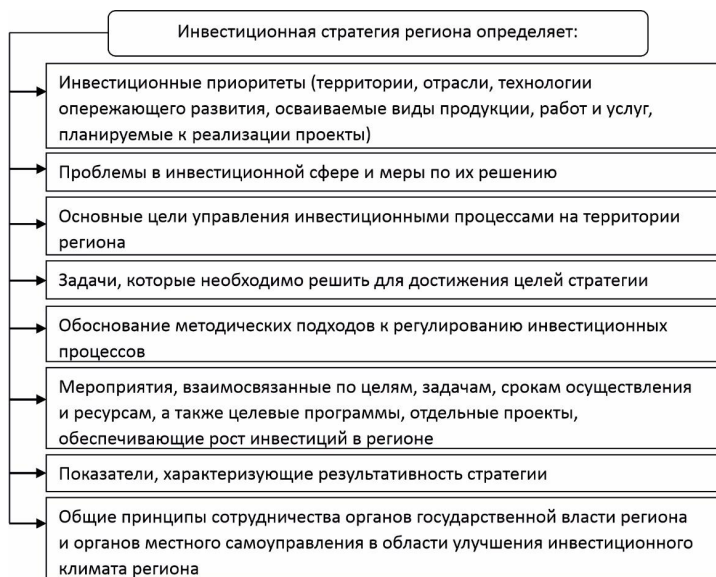 Инвестиционная стратегия региона определяет:
Инвестиционные приоритеты (территории, отрасли, технологии
опережающего развития, осваиваемые виды продукции, работ и услуг,
планируемые к реализации проекты)
Проблемы в инвестиционной сфере и меры по их решению
Основные цели управления инвестиционными процессами на территории
региона
Задачи, которые необходимо решить для достижения целей стратегии
Обоснование методических подходов к регулированию инвестиционных
процессов
Мероприятия, взаимосвязанные по целям, задачам, срокам осуществления
и ресурсам, а также целевые программы, отдельные проекты,
обеспечивающие рост инвестиций в регионе
Показатели, характеризующие результативность стратегии
Общие принципы сотрудничества органов государственной власти региона
и органов местного самоуправления в области улучшения инвестиционного
климата региона